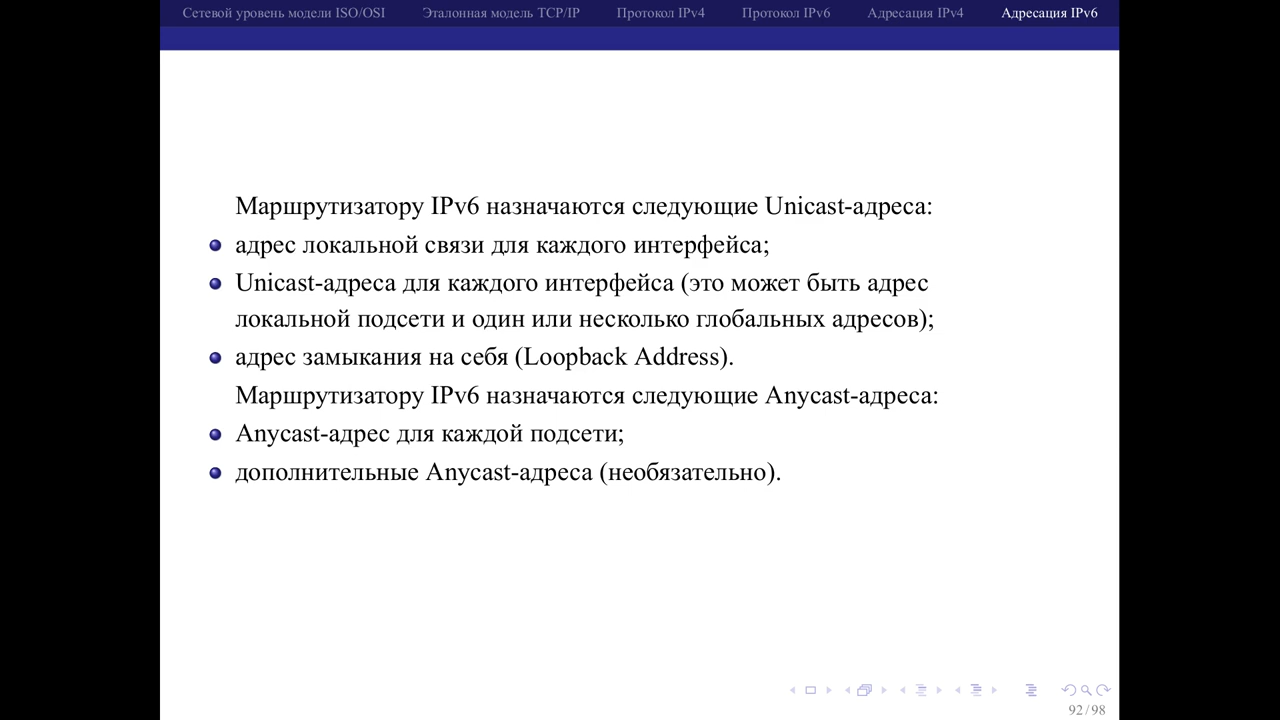 Сетевой уровень модели ISO/OSI Эталонная модель TCP/IP Протокол IPv4 Протокол IPv6 Адресация IPv4 Адресация IPv6
Маршрутизатору IPv6 назначаются следующие Unicast-адреса:
адрес локальной связи для каждого интерфейса;
Unicast-адреса для каждого интерфейса (это может быть адрес
локальной подсети и один или несколько глобальных адресов);
адрес замыкания на себя (Loopback Address).
Маршрутизатору IPv6 назначаются следующие Anycast-адреса:
Anycast-адрес для каждой подсети;
дополнительные Anycast-адреса (необязательно).
92 / 98